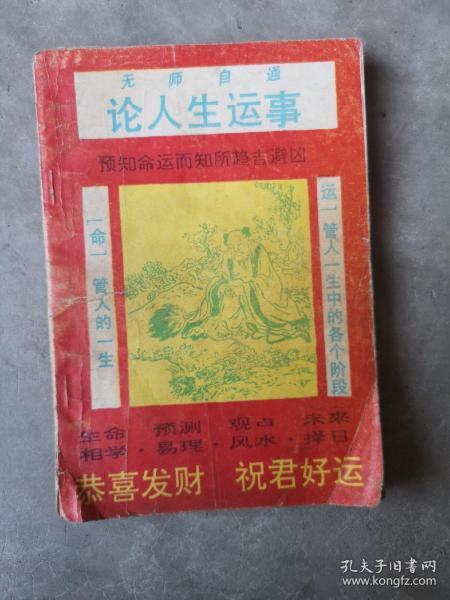 无师自通
论人生运事
预知命运而知所趋吉避凶
［命］管人的一生
运］管人一生中的各个阶段
生命 预测 观占 未来
相学·易理·风水·择日
恭喜发财 祝君好运
孔夫子旧书网
www.kongfz.com